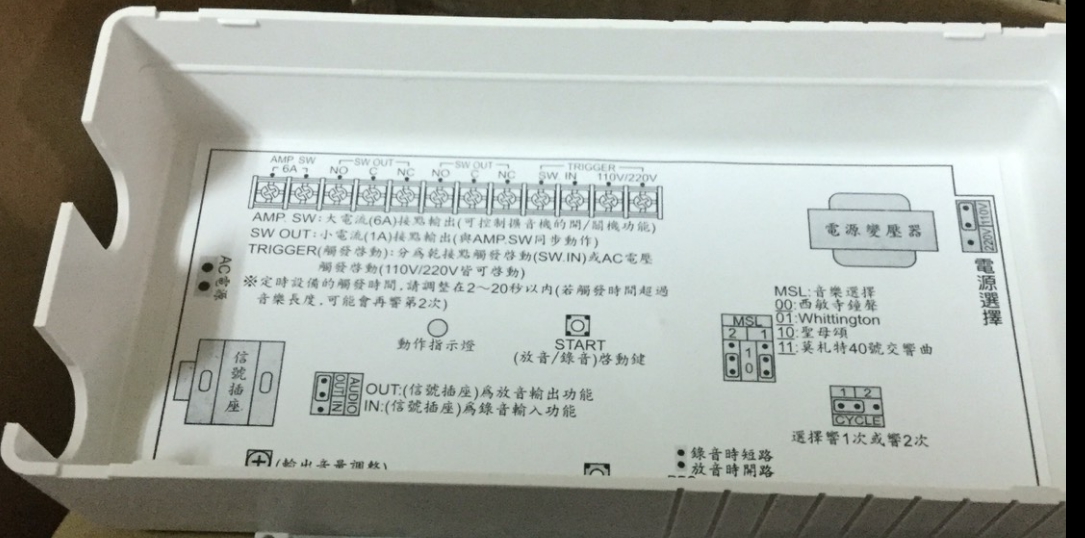 AMP. SW SW OUT SW OUT TRIGGER
6A NO C NC NO C NC SW. IN 110V/220V
AMP. SW:大電流(6A)接點輸出(可控制擴音機的開/關機功能)
SW OUT:小電流(1A)接點輸出(與AMP.SW同步動作)
TRIGGER(觸發啓動):分爲乾接點觸發啓動(SW.IN)或AC電壓
觸發啓動(110V/220V皆可啓動)
※定時設備的觸發時間,請調整在2～20秒以內(若觸發時間超過
音樂長度,可能會再響第2次)
AC電源
電源變壓器
220V 110V
電源選擇
動作指示燈
START
(放音/錄音)啓動鍵
MSL
2 1
1
0
MSL:音樂選擇
00:西敏寺鐘聲
01:Whittington
10:聖母頌
11:莫札特40號交響曲
信號插座
AUDIO
OUT IN
OUT:(信號插座)爲放音輸出功能
IN:(信號插座)爲錄音輸入功能
1 2
CYCLE
選擇響1次或響2次
(輸出音量調整)
錄音時短路
放音時開路